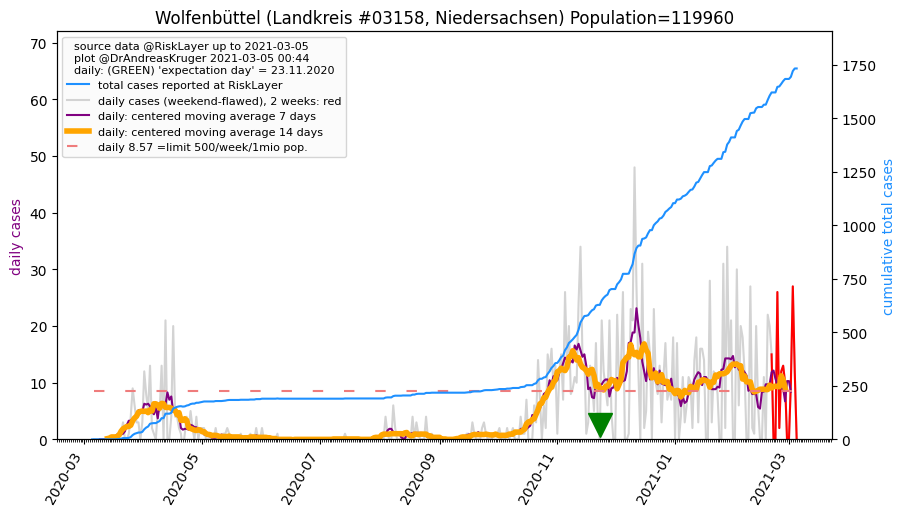 Wolfenbüttel (Landkreis #03158, Niedersachsen) Population=119960
source data @RiskLayer up to 2021-03-05
plot @DrAndreasKruger 2021-03-05 00:44
daily: (GREEN) 'expectation day' = 23.11.2020
total cases reported at RiskLayer
daily cases (weekend-flawed), 2 weeks: red
daily: centered moving average 7 days
daily: centered moving average 14 days
daily 8.57 =limit 500/week/1mio pop.
daily cases
70
60
50
40
30
20
10
0
cumulative total cases
1750
1500
1250
1000
750
500
250
0
2020-03
2020-05
2020-07
2020-09
2020-11
2021-01
2021-03